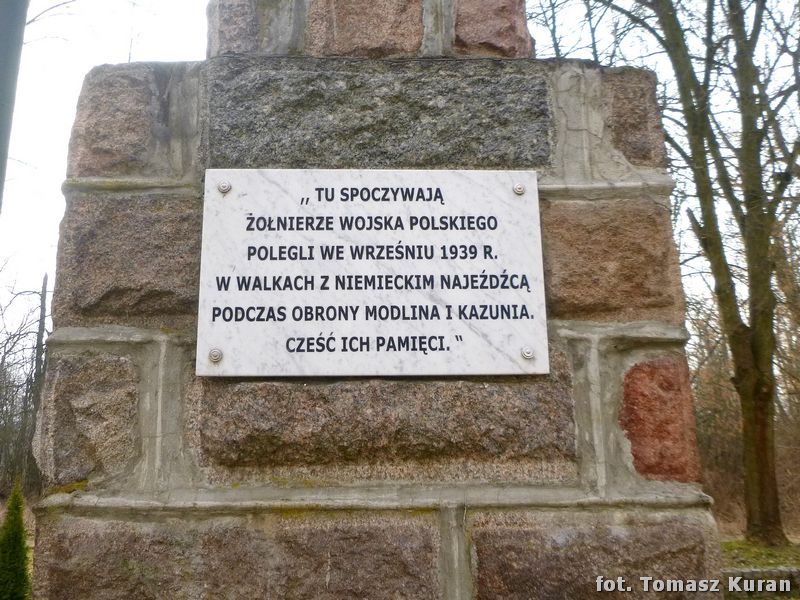 ,, TU SPOCZYWAJĄ
ŻOŁNIERZE WOJSKA POLSKIEGO
POLEGLI WE WRZEŚNIU 1939 R.
W WALKACH Z NIEMIECKIM NAJEŹDŹCĄ
PODCZAS OBRONY MODLINA I KAZUNIA.
CZEŚĆ ICH PAMIĘCI. “
fot. Tomasz Kuran